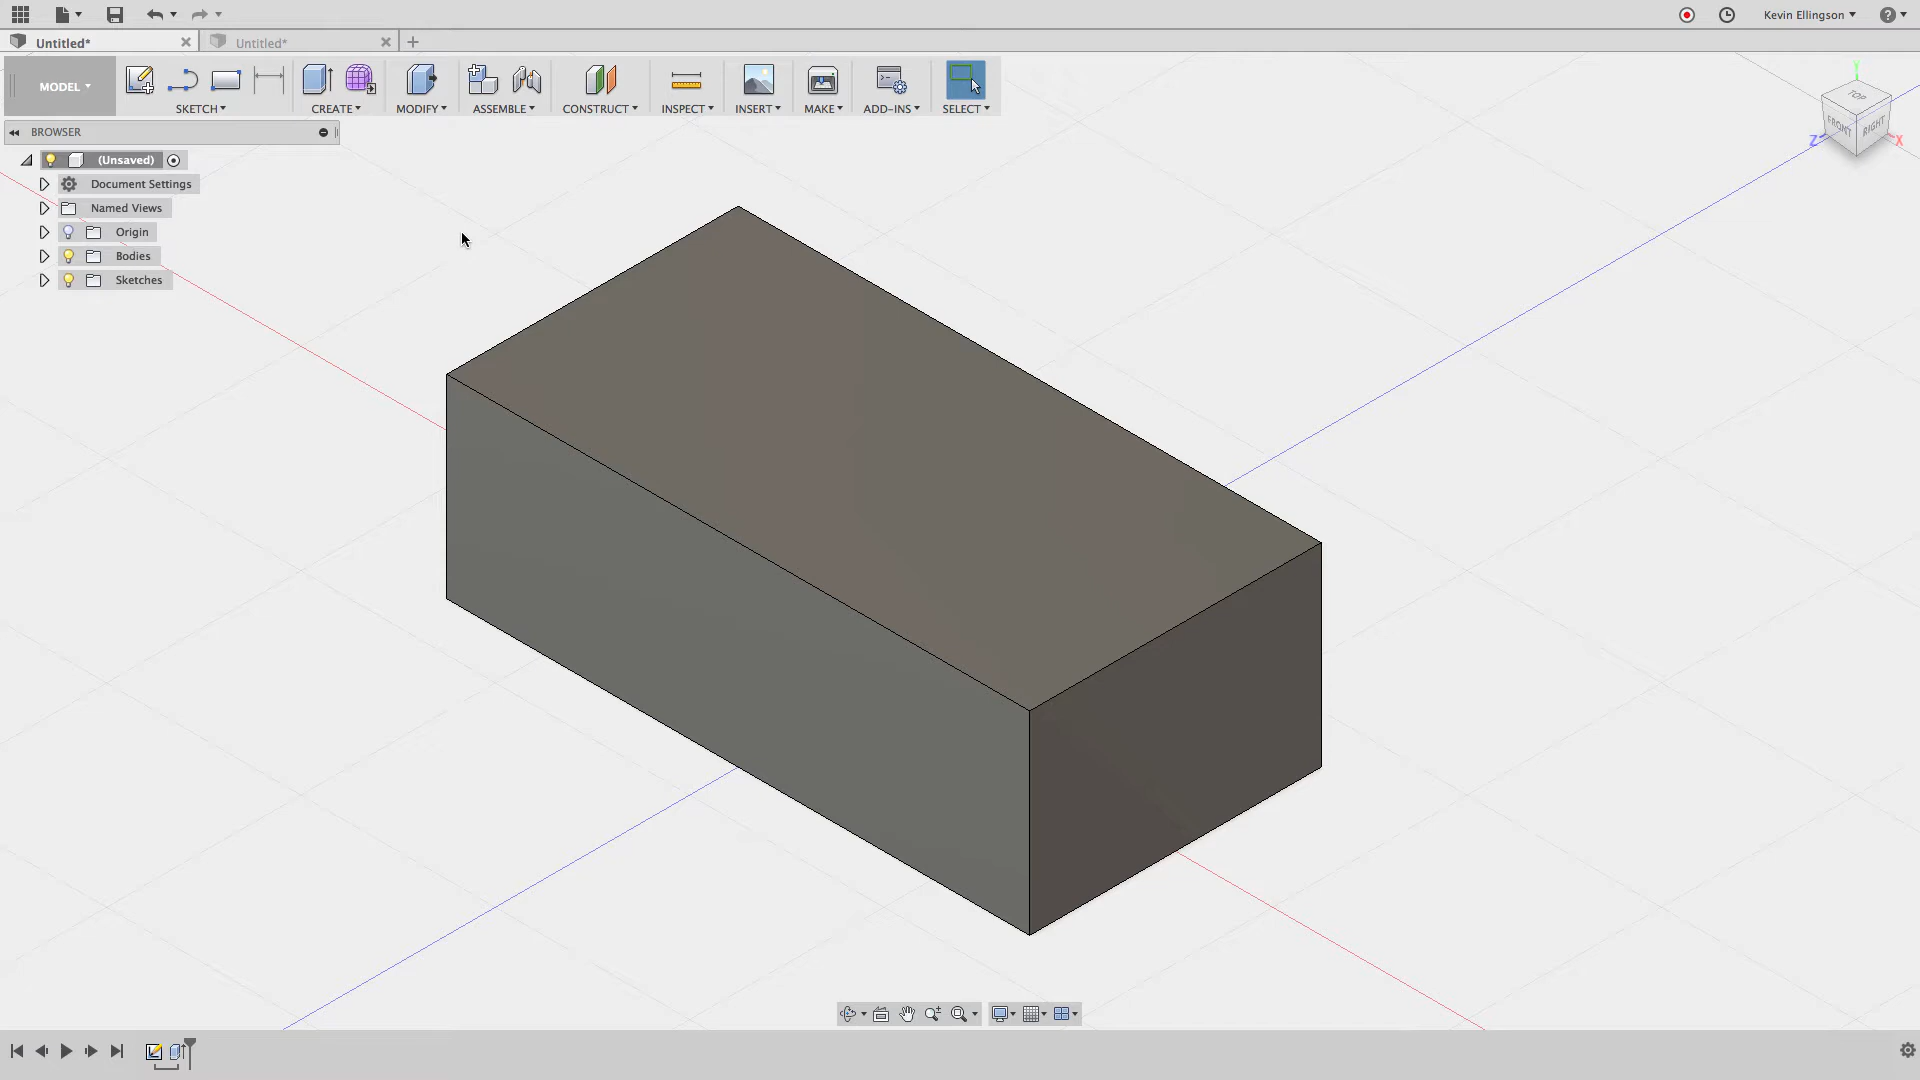 Kevin Ellingson
Untitled*
Untitled*
MODEL
SKETCH
CREATE
MODIFY
ASSEMBLE
CONSTRUCT
INSPECT
INSERT
MAKE
ADD-INS
SELECT
BROWSER
(Unsaved)
Document Settings
Named Views
Origin
Bodies
Sketches
Y
TOP
FRONT
RIGHT
Z
X